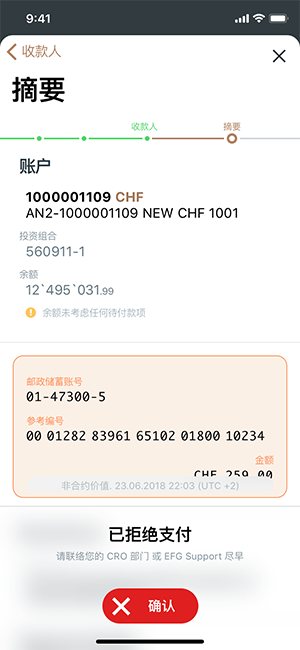 9:41
收款人
摘要
收款人 摘要
账户
1000001109 CHF
AN2-1000001109 NEW CHF 1001
投资组合
560911-1
余额
12`495`031.99
余额未考虑任何待付款项
邮政储蓄账号
01-47300-5
参考编号
00 01282 83961 65102 01800 10234
金额
CHF 259.00
非合约价值. 23.06.2018 22:03 (UTC +2)
已拒绝支付
请联络您的 CRO 部门 或 EFG Support 尽早
确认